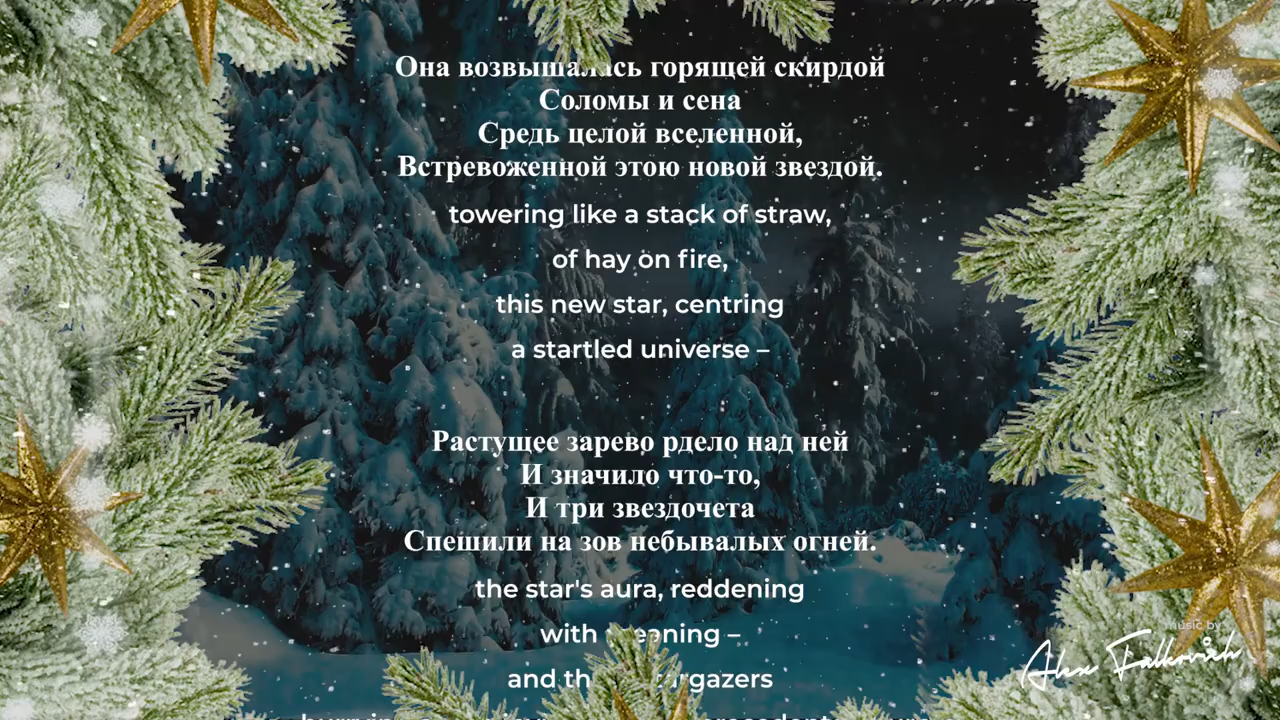 Она возвышалась горящей скирдой
Соломы и сена
Средь целой вселенной,
Встревоженной этою новой звездой.
towering like a stack of straw,
of hay on fire,
this new star, centring
a startled universe –
Растущее зарево рдело над ней
И значило что-то,
И три звездочета
Спешили на зов небывалых огней.
the star's aura, reddening
with meaning –
and
music by
Alex Falkovich